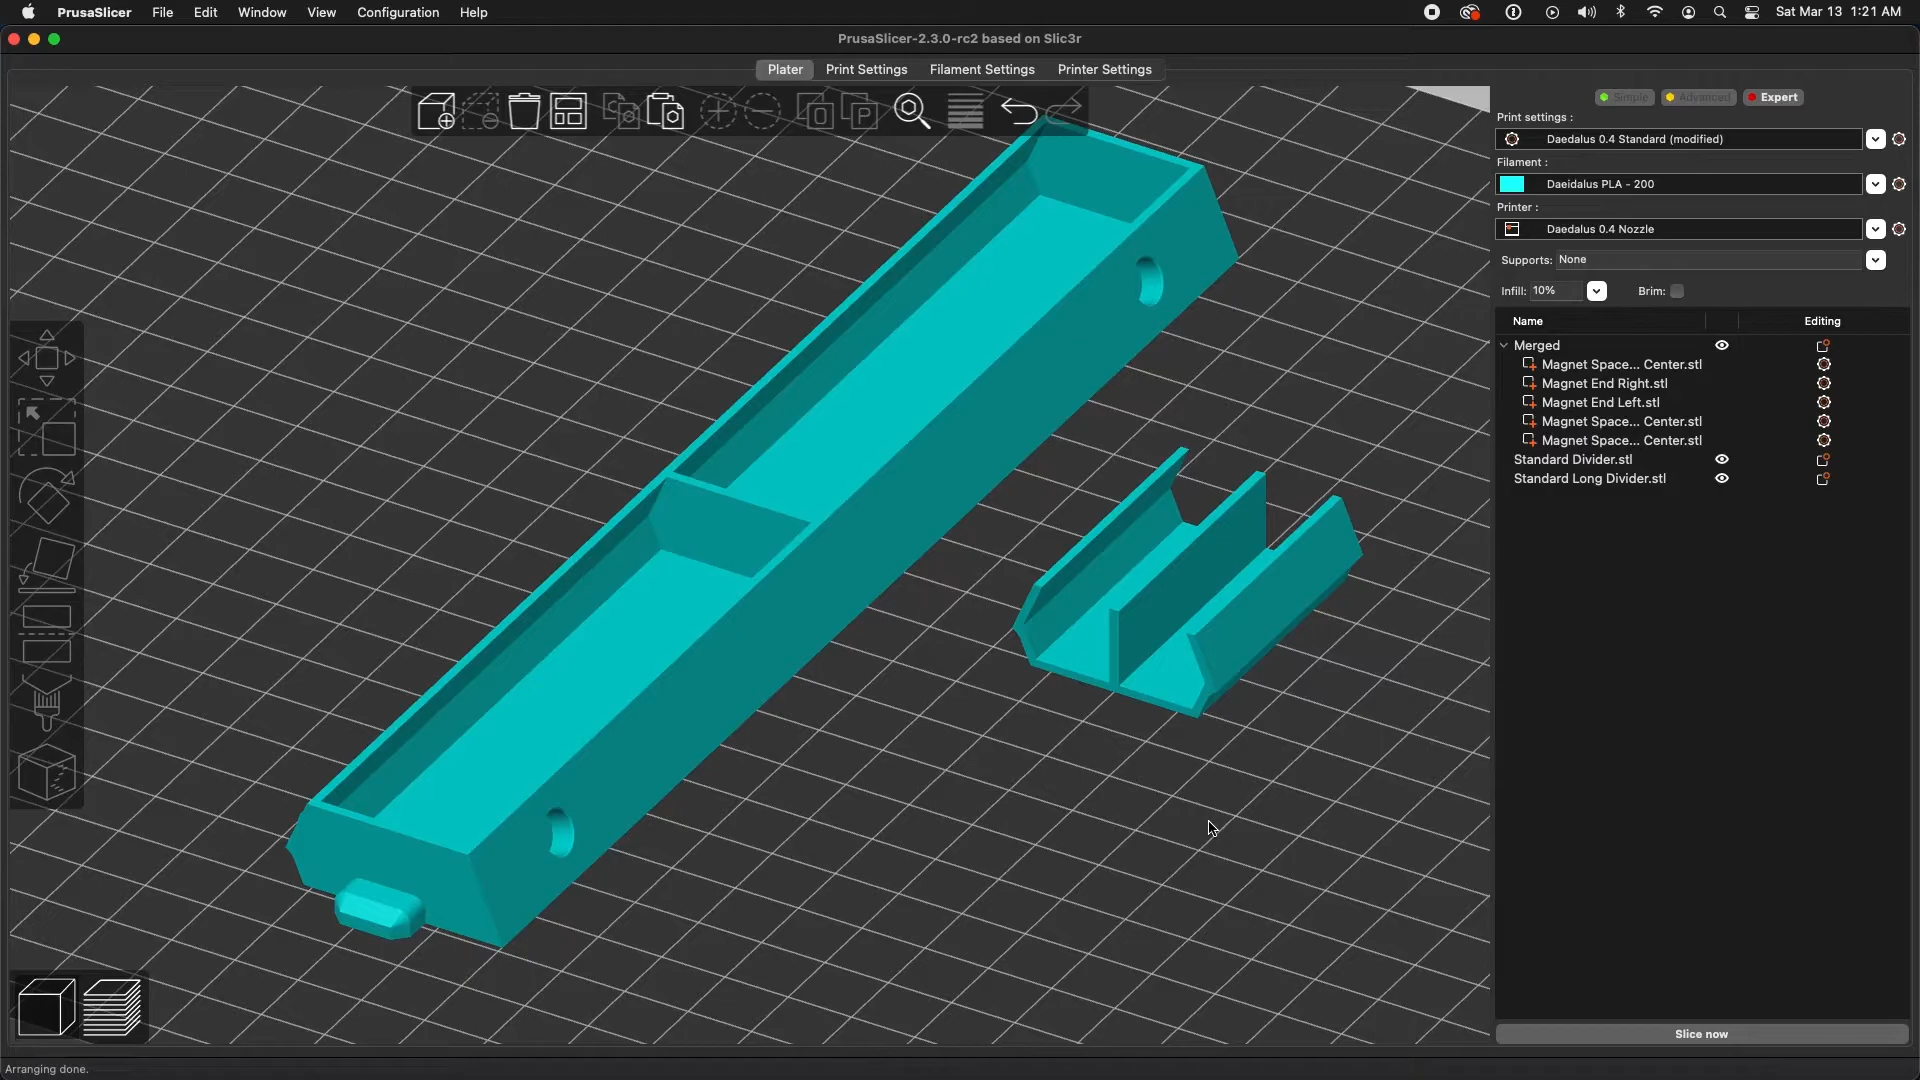 PrusaSlicer File Edit Window View Configuration Help Sat Mar 13 1:21 AM
PrusaSlicer-2.3.0-rc2 based on Slic3r
Plater Print Settings Filament Settings Printer Settings
Simple Advanced Expert
Print settings :
Daedalus 0.4 Standard (modified)
Filament :
Daeidalus PLA - 200
Printer :
Daedalus 0.4 Nozzle
Supports: None
Infill: 10% Brim:
Name Editing
Merged
Magnet Space... Center.stl
Magnet End Right.stl
Magnet End Left.stl
Magnet Space... Center.stl
Magnet Space... Center.stl
Standard Divider.stl
Standard Long Divider.stl
Slice now
Arranging done.